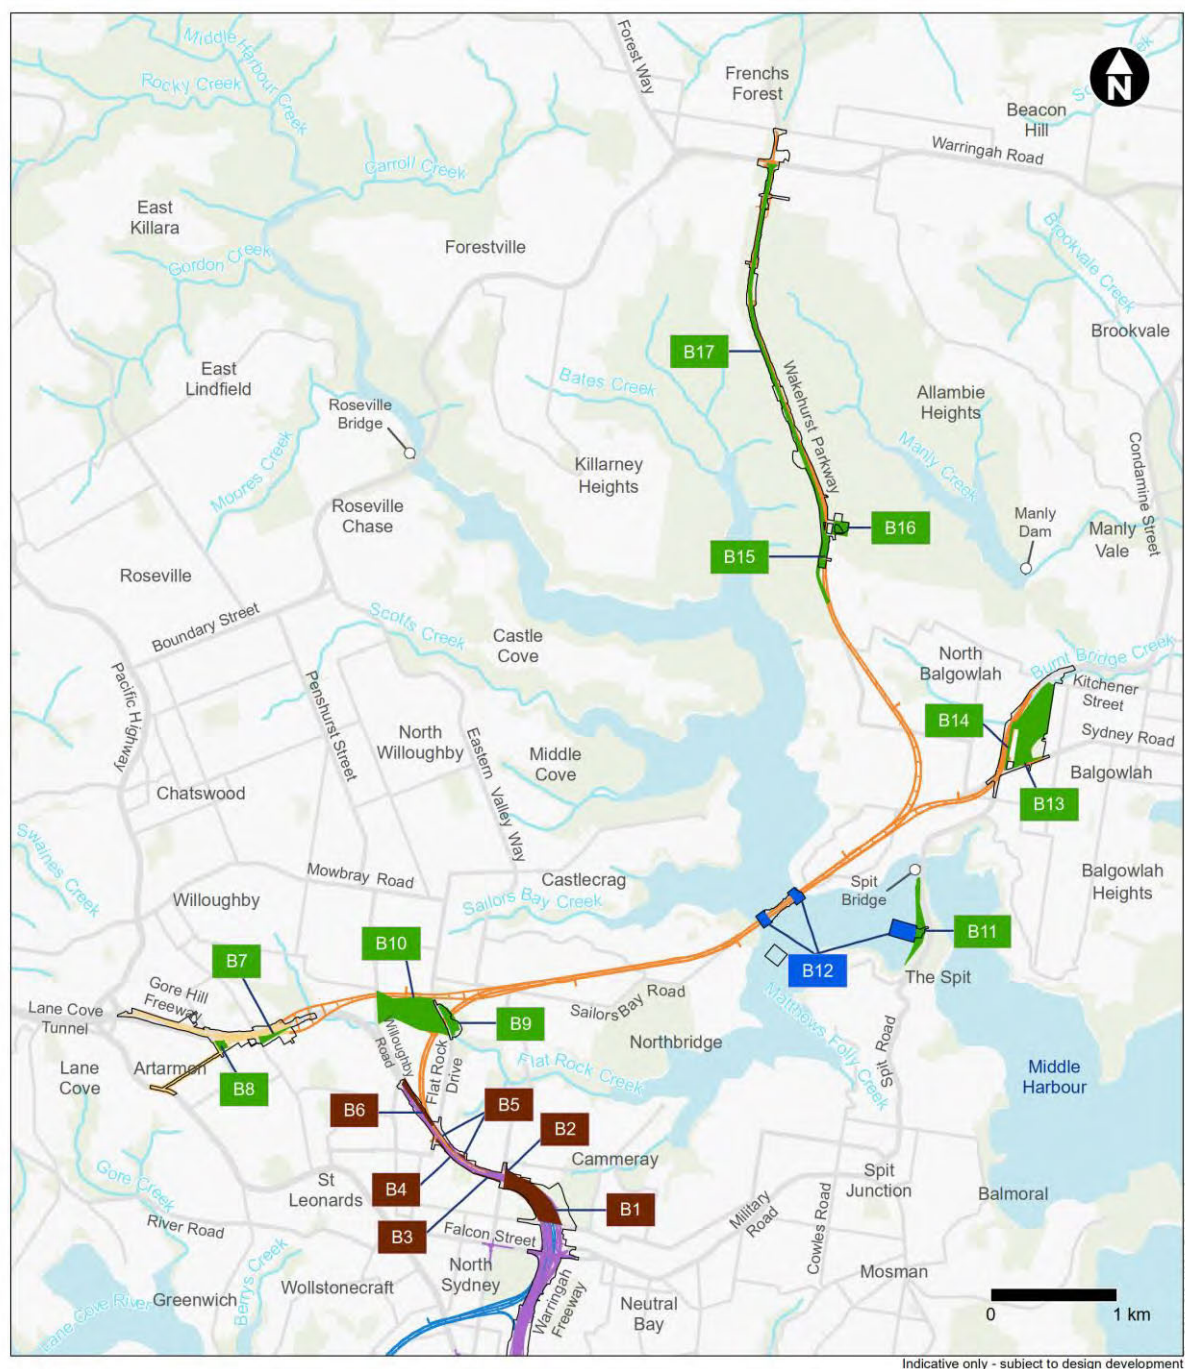 Middle Harbour Creek
Rocky Creek
Forest Way
Frenchs
Forest
N
Beacon
Hill
Warringah Road
Carroll Creek
East
Killara
Gordon Creek
Forestville
Brookvale Creek
Brookvale
B17
East
Lindfield
Roseville
Bridge
Bates Creek
Wakehurst Parkway
Allambie
Heights
Manly Creek
Condamine Street
Moores Creek
Killarney
Heights
Roseville
Chase
B16
B15
Manly
Dam
Manly
Vale
Roseville
Boundary Street
Scotts Creek
Castle
Cove
North
Balgowlah
Burnt Bridge Creek
Kitchener
Street
Pacific Highway
Penshurst Street
North
Willoughby
Eastern Valley Way
Middle
Cove
B14
Sydney Road
Balgowlah
B13
Chatswood
Swaines Creek
Mowbray Road
Willoughby
Sailors Bay Creek
Castlecrag
Spit
Bridge
Balgowlah
Heights
B10
B7
B11
B12
The Spit
Gore Hill
Freeway
Lane Cove
Tunnel
Sailors Bay Road
B9
Willoughby
Road
Flat Rock
Drive
Flat Rock Creek
Northbridge
Matthows Folly Creek
Spit Road
Artarmon
Lane
Cove
B8
Middle
Harbour
B6
B5
B2
Cammeray
B4
St
Leonards
B3
B1
Gore Creek
River Road
Falcon Street
Military
Road
Cowles Road
Spit
Junction
Balmoral
North
Sydney
Wollstonecraft
Berrys Creek
Greenwich
Lane Cove River
Warringah
Freeway
Neutral
Bay
Mosman
0 1 km
Indicative only - subject to design development